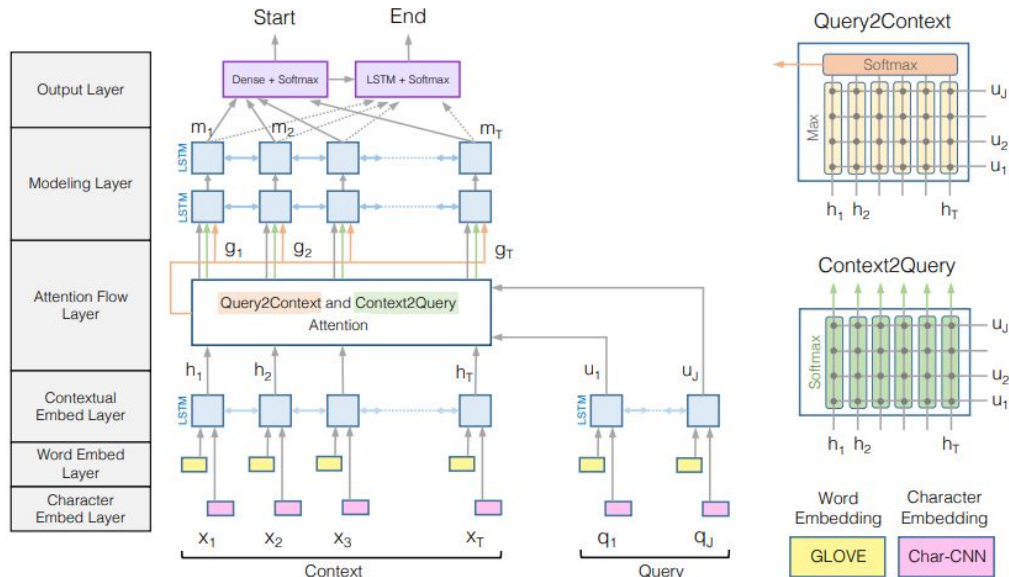 Start End
Output Layer
Dense + Softmax
LSTM + Softmax
m1 m2 mT
Modeling Layer
LSTM
LSTM
g1 g2 gT
Attention Flow
Layer
Query2Context and Context2Query
Attention
h1 h2 hT
u1 uJ
Contextual
Embed Layer
LSTM
LSTM
Word Embed
Layer
Character
Embed Layer
x1 x2 x3 xT
q1 qJ
Context
Query
Query2Context
Softmax
Max
uJ
u2
u1
h1 h2 hT
Context2Query
Softmax
uJ
u2
u1
h1 h2 hT
Word
Embedding
GLOVE
Character
Embedding
Char-CNN